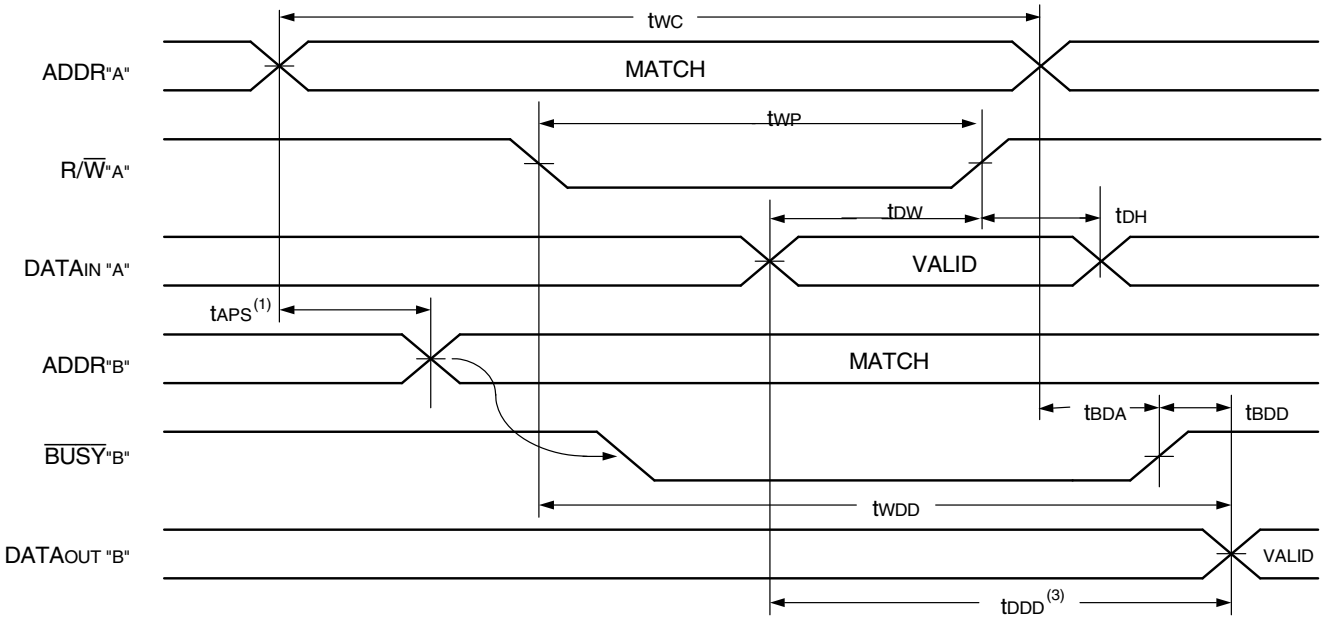 tWC
ADDR"A"
MATCH
tWP
R/W̅"A"
tDW
tDH
DATAIN "A"
VALID
tAPS(1)
ADDR"B"
MATCH
tBDA
tBDD
B̅U̅S̅Y̅"B"
tWDD
DATAOUT "B"
VALID
tDDD(3)